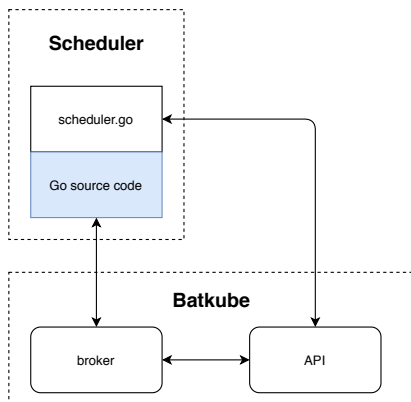 Scheduler
scheduler.go
Go source code
Batkube
broker
API